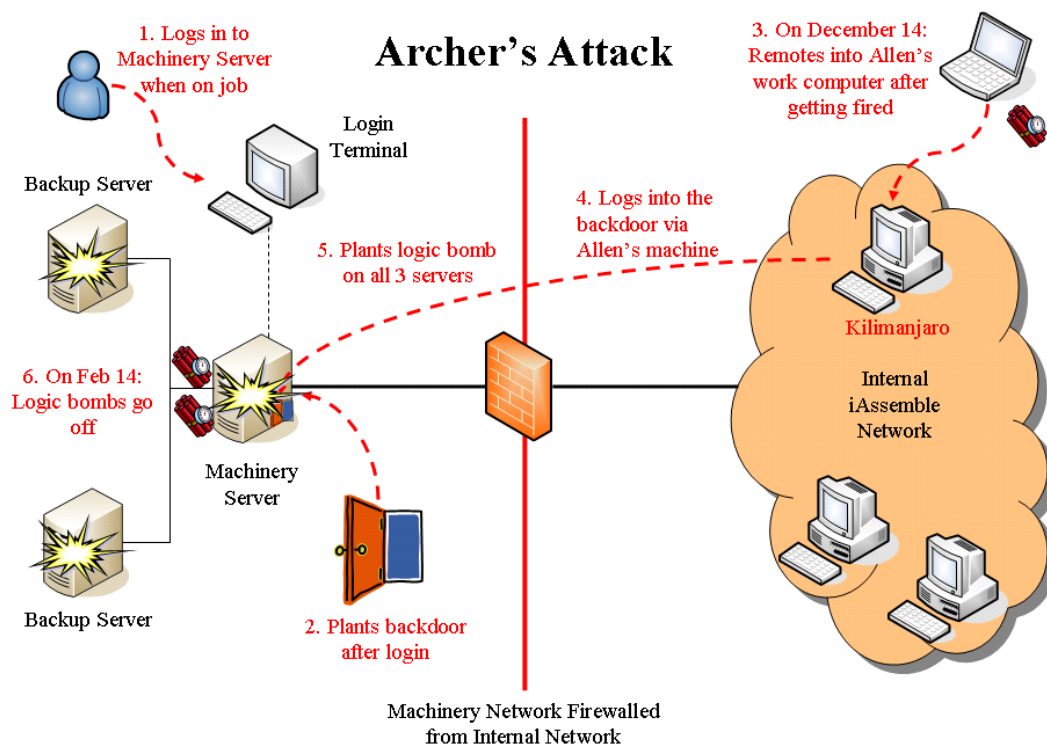 Archer's Attack
1. Logs in to
Machinery Server
when on job
3. On December 14:
Remotes into Allen's
work computer after
getting fired
Login
Terminal
Backup Server
4. Logs into the
backdoor via
Allen's machine
5. Plants logic bomb
on all 3 servers
Kilimanjaro
6. On Feb 14:
Logic bombs go
off
Internal
iAssemble
Network
Machinery
Server
Backup Server
2. Plants backdoor
after login
Machinery Network Firewalled
from Internal Network